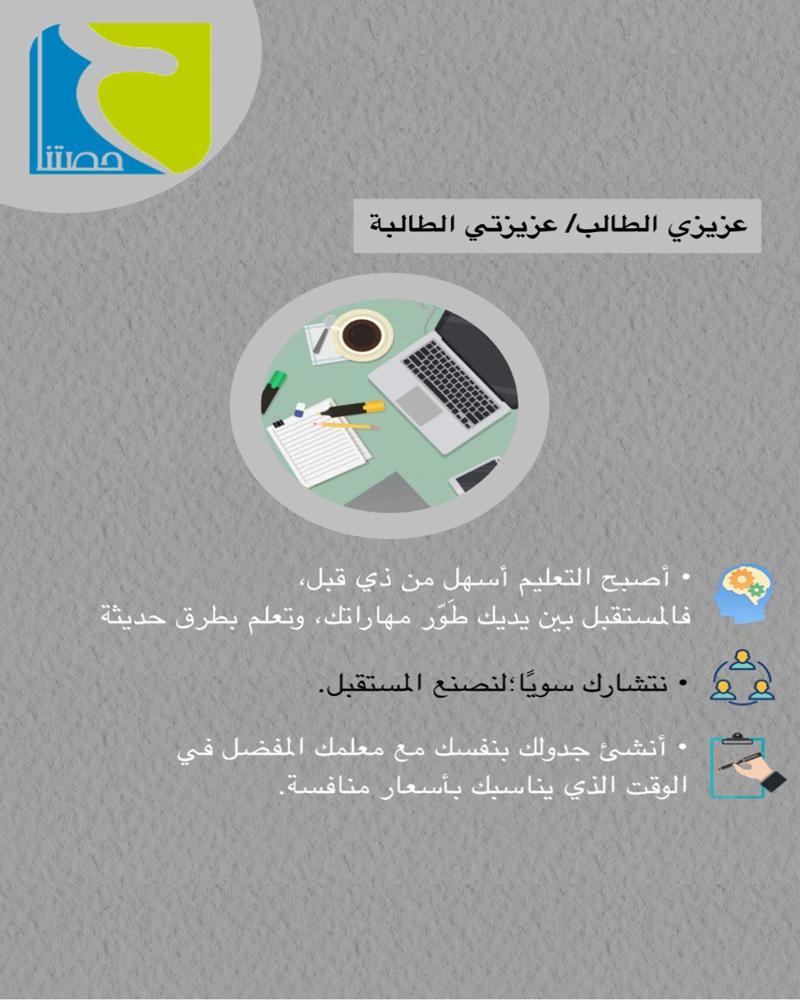 حصتنا
عزيزي الطالب/ عزيزتي الطالبة
• أصبح التعليم أسهل من ذي قبل،
فالمستقبل بين يديك طَوّر مهاراتك، وتعلم بطرق حديثة
• نتشارك سويًا؛لنصنع المستقبل.
• أنشئ جدولك بنفسك مع معلمك المفضل في
الوقت الذي يناسبك بأسعار منافسة.